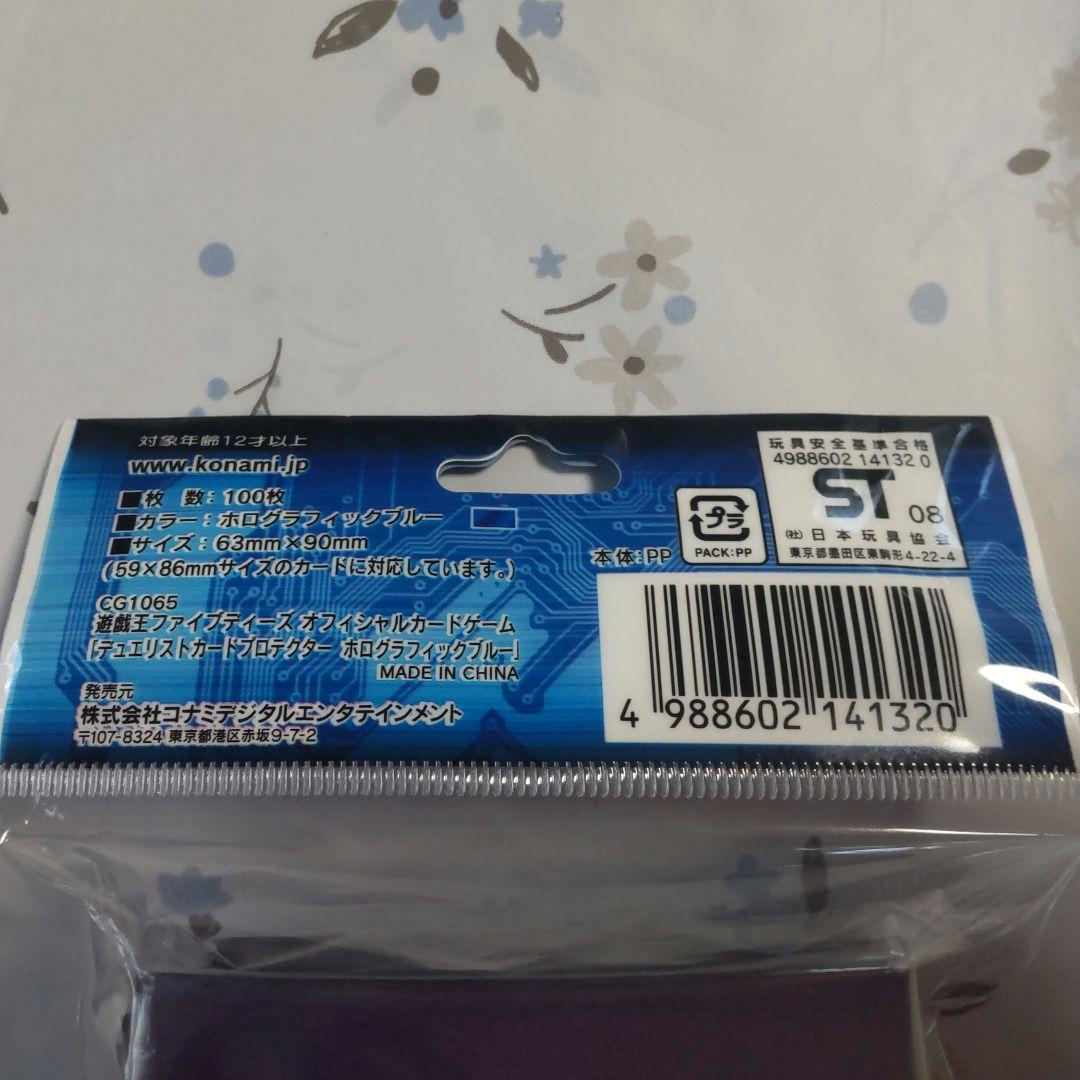 対象年齢12才以上
www.konami.jp
■枚 数：100枚
■カラー：ホログラフィックブルー
■サイズ：63mm×90mm
(59×86mmサイズのカードに対応しています。)
CG1065
遊戯王ファイブディーズ オフィシャルカードゲーム
「デュエリストカードプロテクター ホログラフィックブルー」
MADE IN CHINA
発売元
株式会社コナミデジタルエンタテインメント
〒107-8324 東京都港区赤坂9-7-2
本体：PP
プラ
PACK：PP
玩具安全基準合格
4988602 14132 0
ST 08
(社)日本玩具協会
東京都墨田区東駒形4-22-4
4 988602 141320